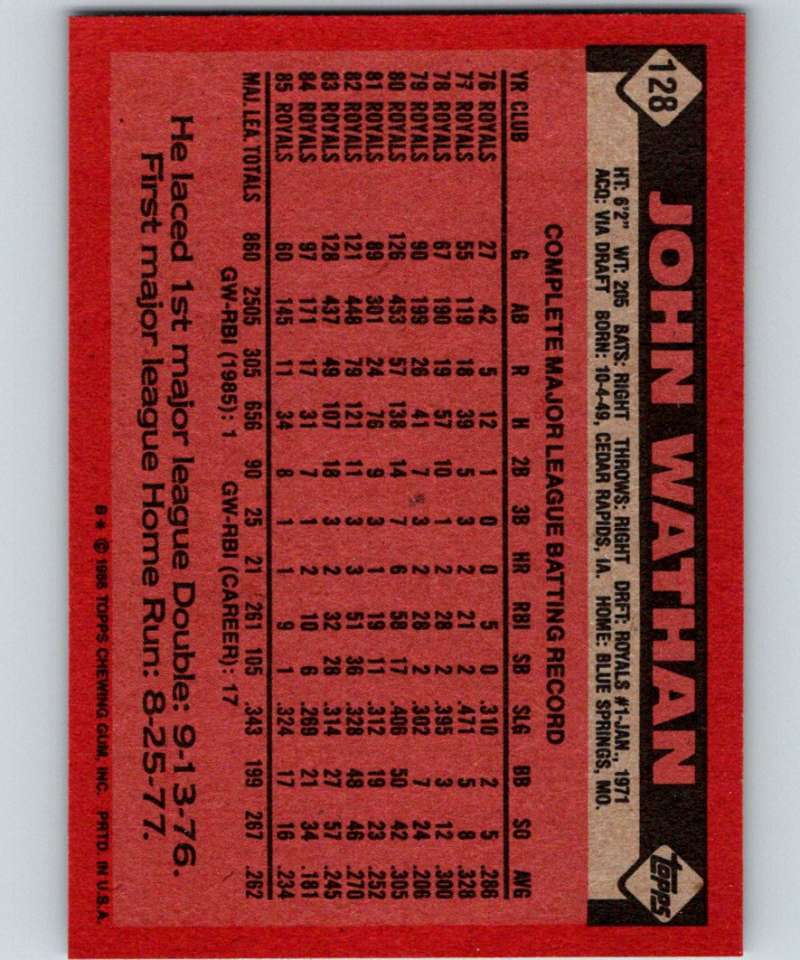 128
JOHN WATHAN
topps
HT: 6'2" WT: 205 BATS: RIGHT THROWS: RIGHT DRFT: ROYALS #1-JAN., 1971
ACQ: VIA DRAFT BORN: 10-4-49, CEDAR RAPIDS, IA. HOME: BLUE SPRINGS, MO.
COMPLETE MAJOR LEAGUE BATTING RECORD
YR CLUB G AB R H 2B 3B HR RBI SB SLG BB SO AVG
76 ROYALS 27 42 5 12 1 0 0 5 0 .310 2 5 .286
77 ROYALS 55 119 18 39 5 3 2 21 2 .471 5 8 .328
78 ROYALS 67 190 19 57 10 1 2 28 2 .395 3 12 .300
79 ROYALS 90 199 26 41 7 3 2 28 2 .302 7 24 .206
80 ROYALS 126 453 57 138 14 7 6 58 17 .406 50 42 .305
81 ROYALS 89 301 24 76 9 3 1 19 11 .312 19 23 .252
82 ROYALS 121 448 79 121 11 3 3 51 36 .328 48 46 .270
83 ROYALS 128 437 49 107 18 3 2 32 28 .314 27 57 .245
84 ROYALS 97 171 17 31 7 1 2 10 6 .269 21 34 .181
85 ROYALS 60 145 11 34 8 1 1 9 1 .324 17 16 .234
MAJ. LEA. TOTALS 860 2505 305 656 90 25 21 261 105 .343 199 267 .262
GW-RBI (1985): 1 GW-RBI (CAREER): 17
He laced 1st major league Double: 9-13-76.
First major league Home Run: 8-25-77.
B* © 1986 TOPPS CHEWING GUM, INC. PRTD. IN U.S.A.